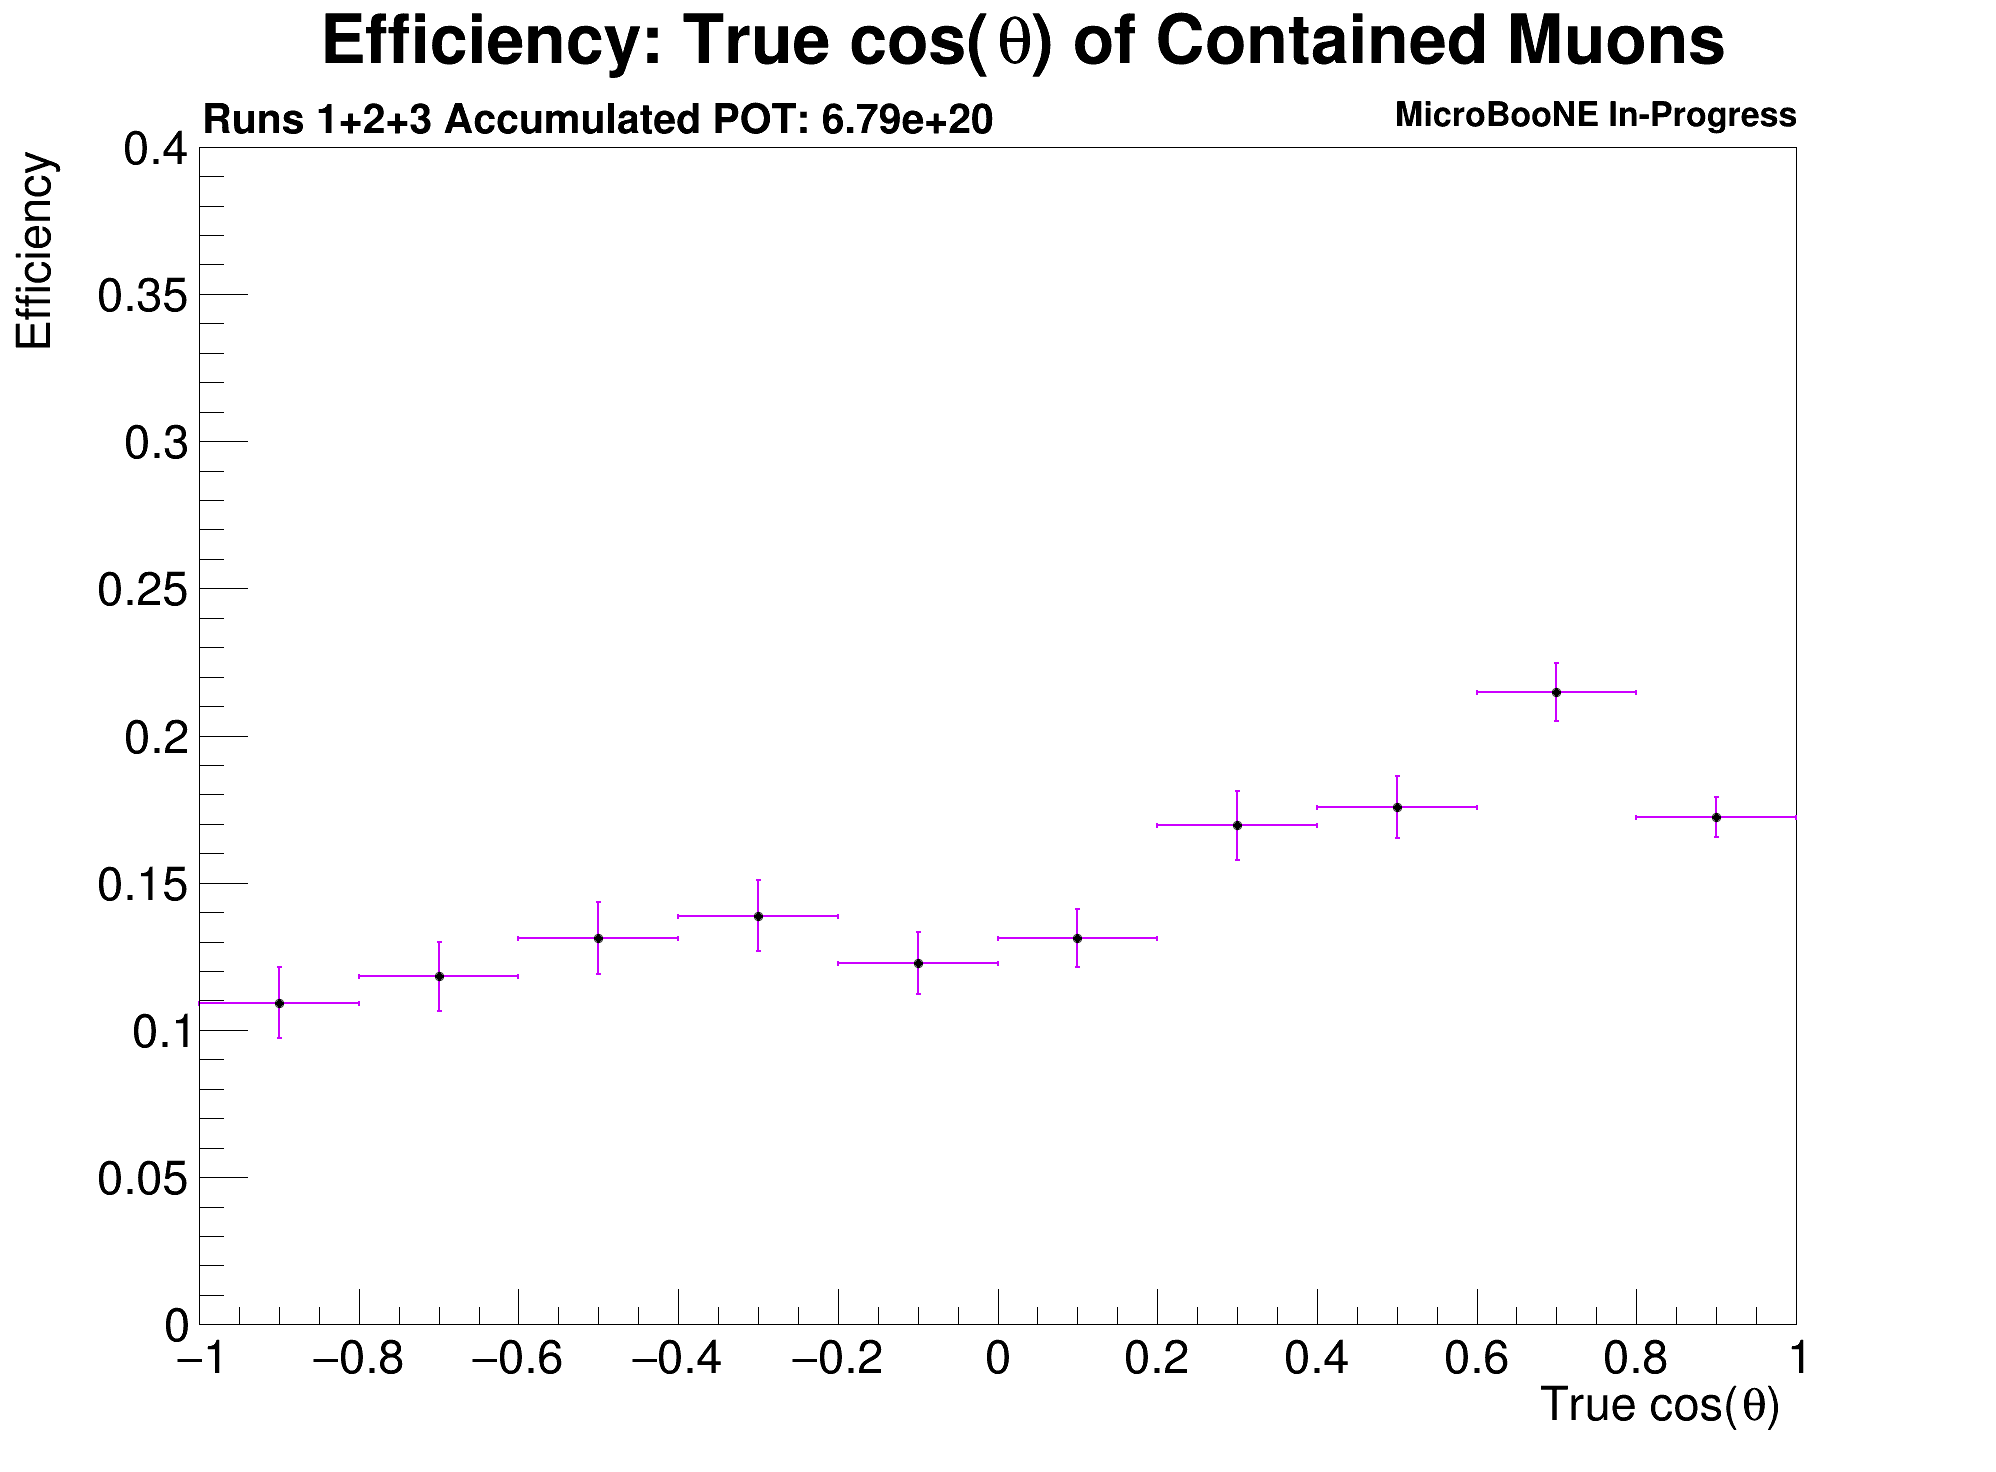 Efficiency: True cos(θ) of Contained Muons
Runs 1+2+3 Accumulated POT: 6.79e+20
MicroBooNE In-Progress
Efficiency
0.4
0.35
0.3
0.25
0.2
0.15
0.1
0.05
0
−1 −0.8 −0.6 −0.4 −0.2 0 0.2 0.4 0.6 0.8 1
True cos(θ)